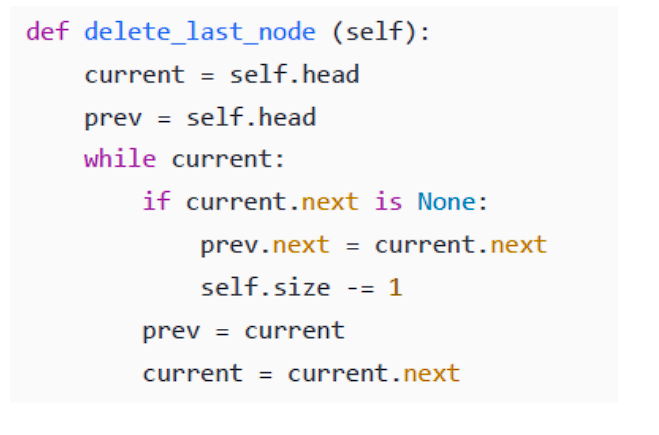 def delete_last_node (self):
    current = self.head
    prev = self.head
    while current:
        if current.next is None:
            prev.next = current.next
            self.size -= 1
        prev = current
        current = current.next